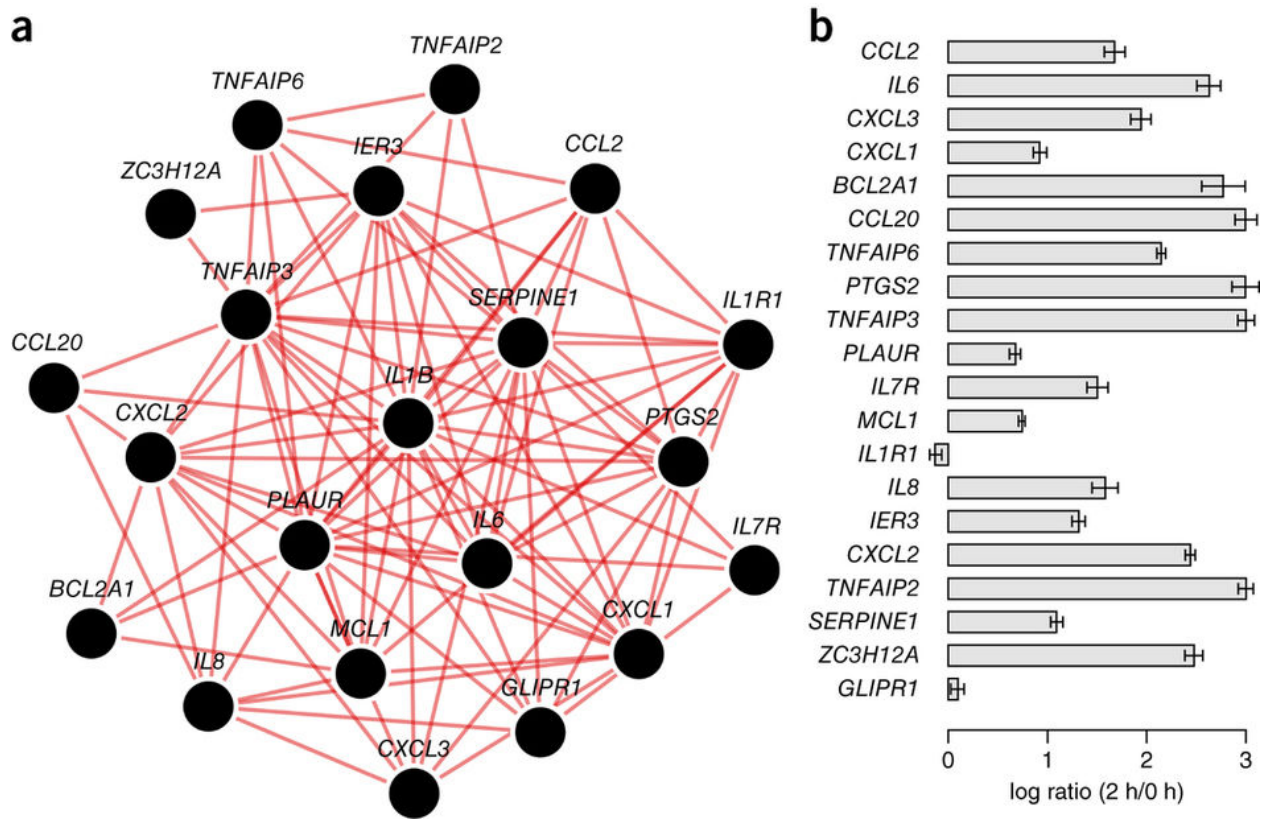 a
TNFAIP2
TNFAIP6
IER3
CCL2
ZC3H12A
TNFAIP3
SERPINE1
IL1R1
CCL20
IL1B
CXCL2
PTGS2
PLAUR
IL6
IL7R
BCL2A1
CXCL1
MCL1
IL8
GLIPR1
CXCL3
b
CCL2
IL6
CXCL3
CXCL1
BCL2A1
CCL20
TNFAIP6
PTGS2
TNFAIP3
PLAUR
IL7R
MCL1
IL1R1
IL8
IER3
CXCL2
TNFAIP2
SERPINE1
ZC3H12A
GLIPR1
0 1 2 3
log ratio (2 h/0 h)